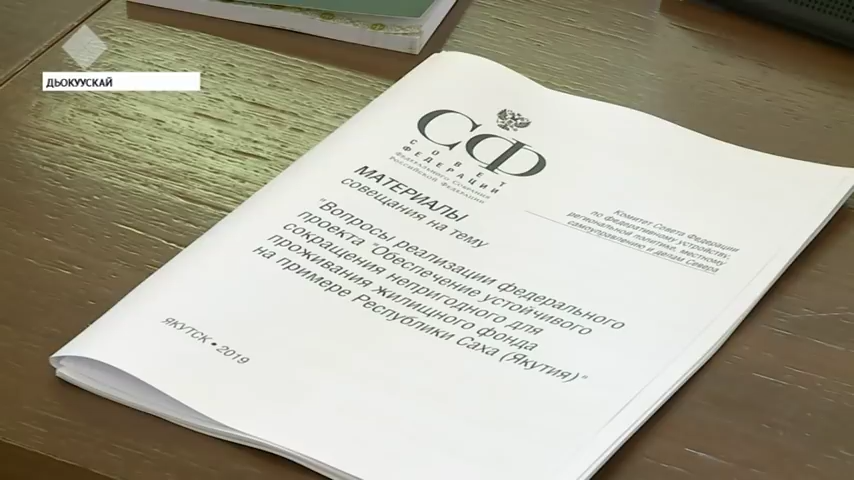 ДЬОКУУСКАЙ
СФ
СОВЕТ
ФЕДЕРАЦИИ
Федерального Собрания
Российской Федерации
Комитет Совета Федерации
по федеративному устройству,
региональной политике, местному
самоуправлению и делам Севера
МАТЕРИАЛЫ
совещания на тему
"Вопросы реализации федерального
проекта "Обеспечение устойчивого
сокращения непригодного для
проживания жилищного фонда
на примере Республики Саха (Якутия)"
ЯКУТСК • 2019